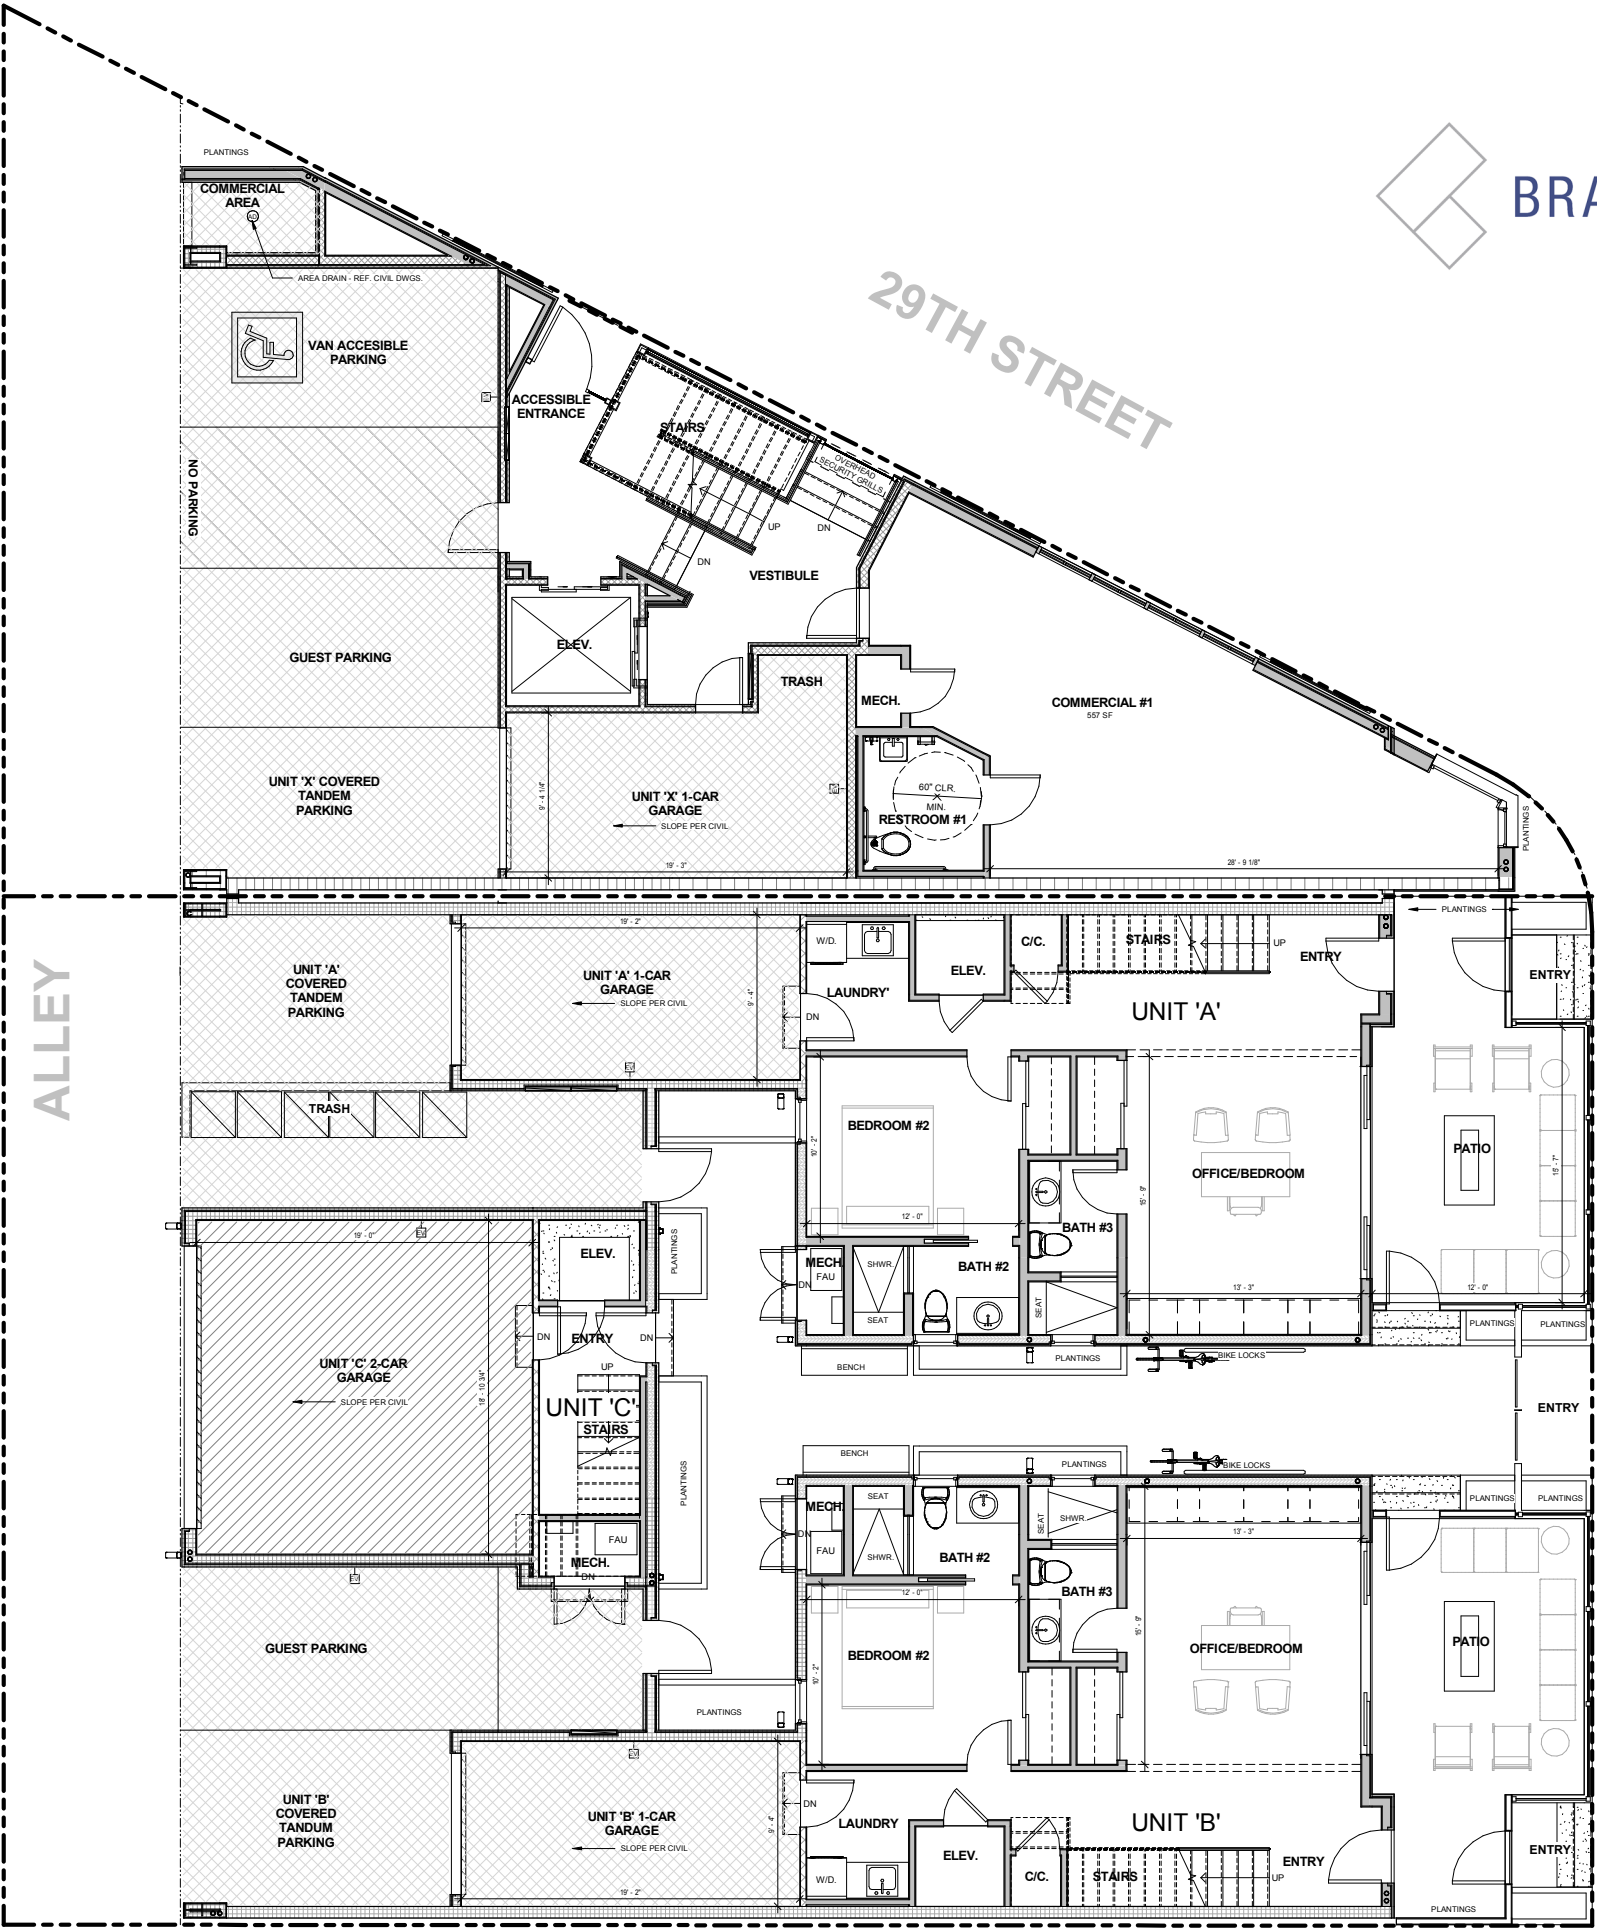 PLANTINGS
COMMERCIAL
AREA
AD
AREA DRAIN - REF. CIVIL DWGS.
BRA
29TH STREET
VAN ACCESIBLE
PARKING
ACCESSIBLE
ENTRANCE
STAIRS
OVERHEAD
SECURITY GRILLS
NO PARKING
UP
DN
DN
VESTIBULE
GUEST PARKING
ELEV.
TRASH
MECH.
COMMERCIAL #1
557 SF
UNIT 'X' COVERED
TANDEM
PARKING
9' - 4 1/4"
UNIT 'X' 1-CAR
GARAGE
SLOPE PER CIVIL
EV
60" CLR.
MIN.
RESTROOM #1
PLANTINGS
19' - 3"
28' - 9 1/8"
PLANTINGS
ALLEY
UNIT 'A'
COVERED
TANDEM
PARKING
19' - 2"
UNIT 'A' 1-CAR
GARAGE
SLOPE PER CIVIL
9' - 4"
EV
W/D.
LAUNDRY'
DN
ELEV.
C/C.
STAIRS
UP
ENTRY
ENTRY
UNIT 'A'
TRASH
BEDROOM #2
10' - 2"
12' - 0"
BATH #3
OFFICE/BEDROOM
15' - 9"
13' - 3"
PATIO
15' - 7"
12' - 0"
MECH.
FAU
DN
SHWR.
SEAT
BATH #2
SEAT
PLANTINGS
PLANTINGS
PLANTINGS
19' - 0"
EV
ELEV.
DN
ENTRY
DN
UP
UNIT 'C' 2-CAR
GARAGE
SLOPE PER CIVIL
18' - 10 3/4"
UNIT 'C'
STAIRS
PLANTINGS
BENCH
PLANTINGS
BIKE LOCKS
ENTRY
BENCH
PLANTINGS
BIKE LOCKS
PLANTINGS
PLANTINGS
FAU
MECH.
DN
EV
MECH.
DN
FAU
SEAT
SHWR.
BATH #2
SEAT
SHWR.
BATH #3
13' - 3"
12' - 0"
GUEST PARKING
BEDROOM #2
10' - 2"
15' - 9"
OFFICE/BEDROOM
PATIO
PLANTINGS
EV
UNIT 'B'
COVERED
TANDUM
PARKING
UNIT 'B' 1-CAR
GARAGE
SLOPE PER CIVIL
9' - 4"
19' - 2"
DN
LAUNDRY
W/D.
ELEV.
C/C.
STAIRS
UP
ENTRY
UNIT 'B'
ENTRY
PLANTINGS